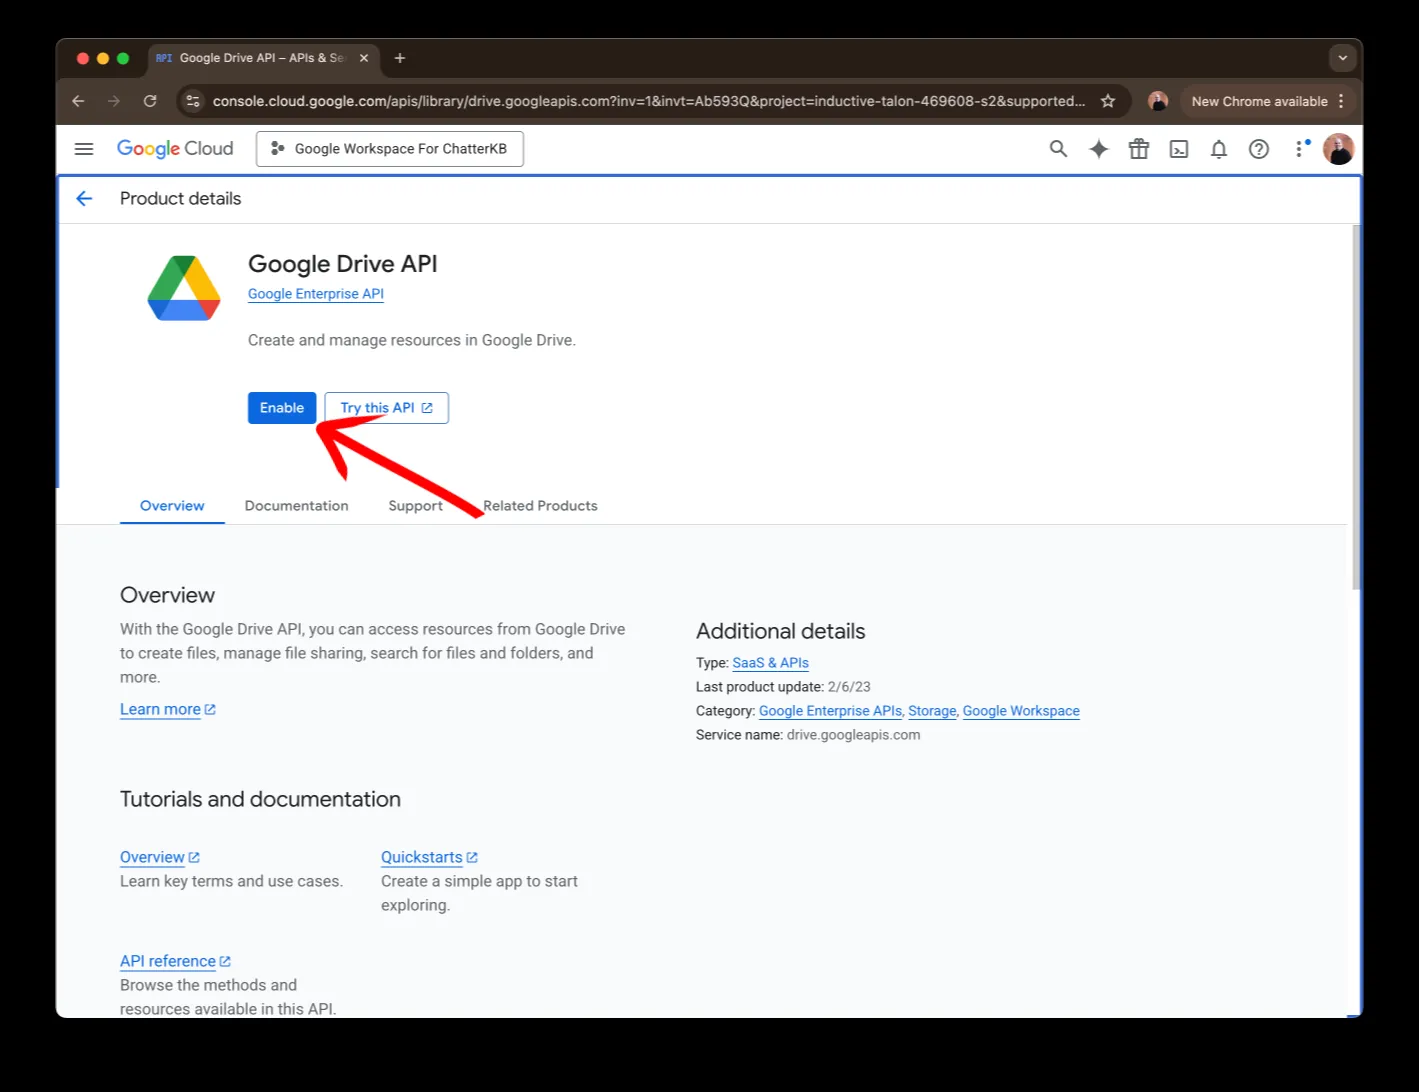 API Google Drive API – APIs & Se
console.cloud.google.com/apis/library/drive.googleapis.com?inv=1&invt=Ab593Q&project=inductive-talon-469608-s2&supported...
New Chrome available
Google Cloud
Google Workspace For ChatterKB
Product details
Google Drive API
Google Enterprise API
Create and manage resources in Google Drive.
Enable
Try this API
Overview
Documentation
Support
Related Products
Overview
With the Google Drive API, you can access resources from Google Drive
to create files, manage file sharing, search for files and folders, and
more.
Learn more
Additional details
Type: SaaS & APIs
Last product update: 2/6/23
Category: Google Enterprise APIs, Storage, Google Workspace
Service name: drive.googleapis.com
Tutorials and documentation
Overview
Learn key terms and use cases.
Quickstarts
Create a simple app to start
exploring.
API reference
Browse the methods and
resources available in this API.